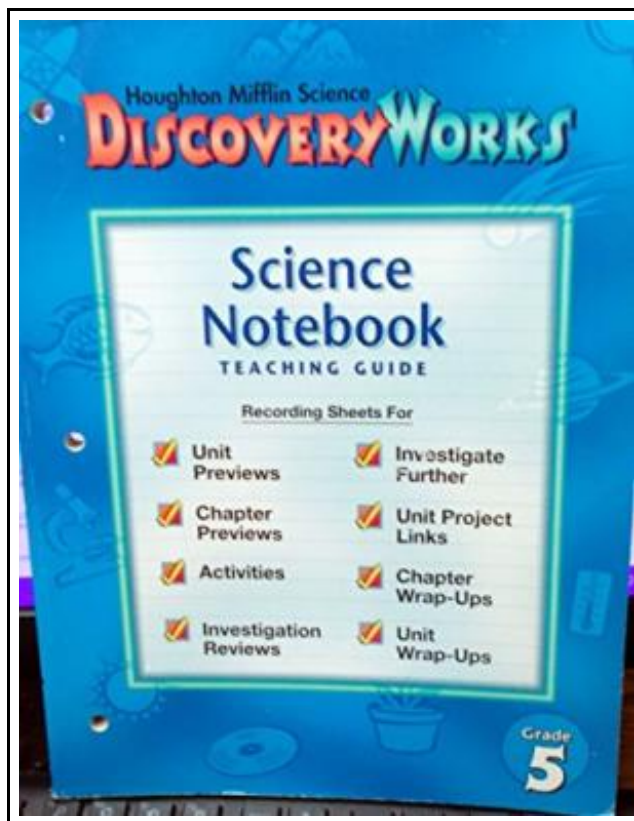 Houghton Mifflin Science
DISCOVERYWORKS
Science
Notebook
TEACHING GUIDE
Recording Sheets For
Unit
Previews
Chapter
Previews
Activities
Investigation
Reviews
Investigate
Further
Unit Project
Links
Chapter
Wrap-Ups
Unit
Wrap-Ups
Grade
5